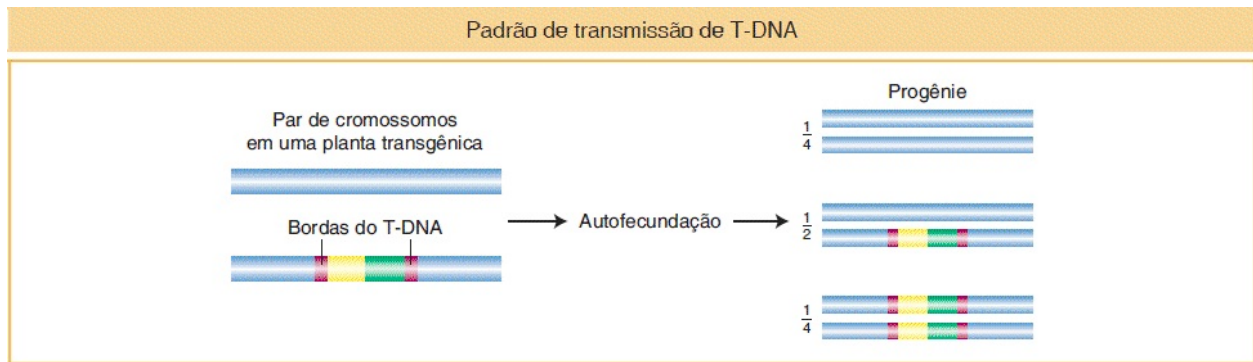 Padrão de transmissão de T-DNA
Par de cromossomos
em uma planta transgênica
Bordas do T-DNA
Autofecundação
Progênie
1/4
1/2
1/4